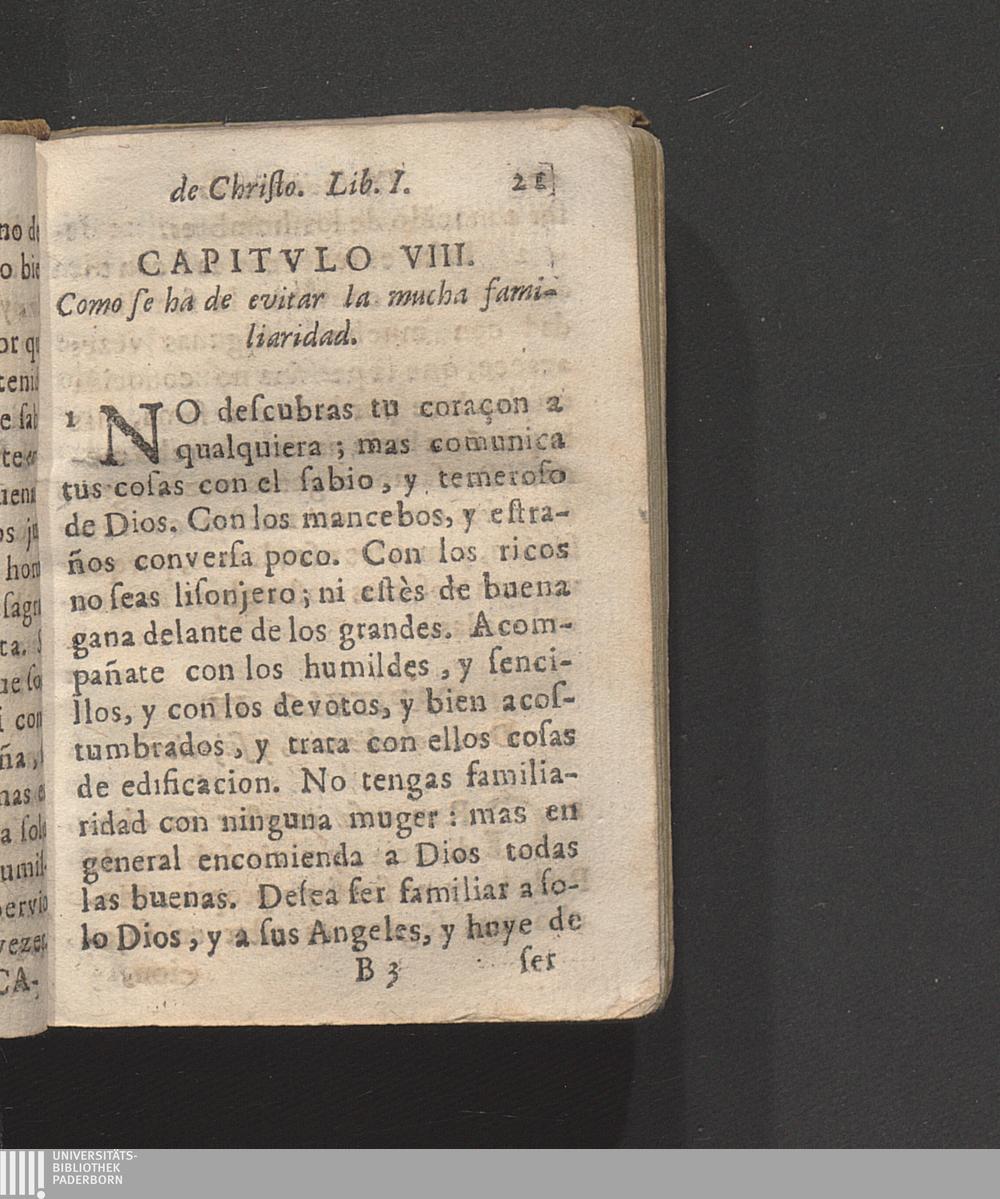 de Chriſto. Lib. I. 21
CAPITVLO VIII.
Como ſe ha de evitar la mucha fami-
liaridad.
1 NO deſcubras tu coraçon a
qualquiera ; mas comunica
tus coſas con el ſabio, y temeroſo
de Dios. Con los mancebos, y eſtra-
ños converſa poco. Con los ricos
no ſeas liſonjero; ni eſtès de buena
gana delante de los grandes. Acom-
pañate con los humildes, y ſenci-
llos, y con los devotos, y bien acoſ-
tumbrados, y trata con ellos coſas
de edificacion. No tengas familia-
ridad con ninguna muger : mas en
general encomienda a Dios todas
las buenas. Deſea ſer familiar a ſo-
lo Dios, y a ſus Angeles, y huye de
B 3 ſer
CA-
UNIVERSITÄTS-
BIBLIOTHEK
PADERBORN